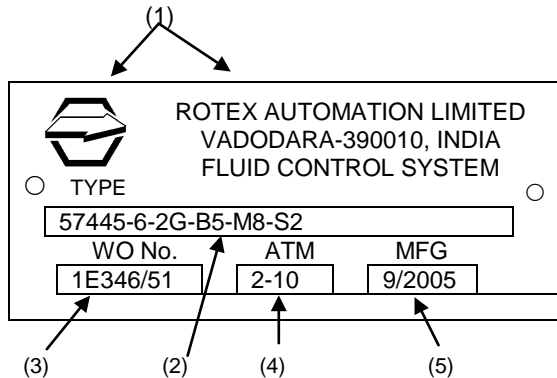 (1)
ROTEX AUTOMATION LIMITED
VADODARA-390010, INDIA
FLUID CONTROL SYSTEM
TYPE
57445-6-2G-B5-M8-S2
WO No. ATM MFG
1E346/51 2-10 9/2005
(3) (2) (4) (5)